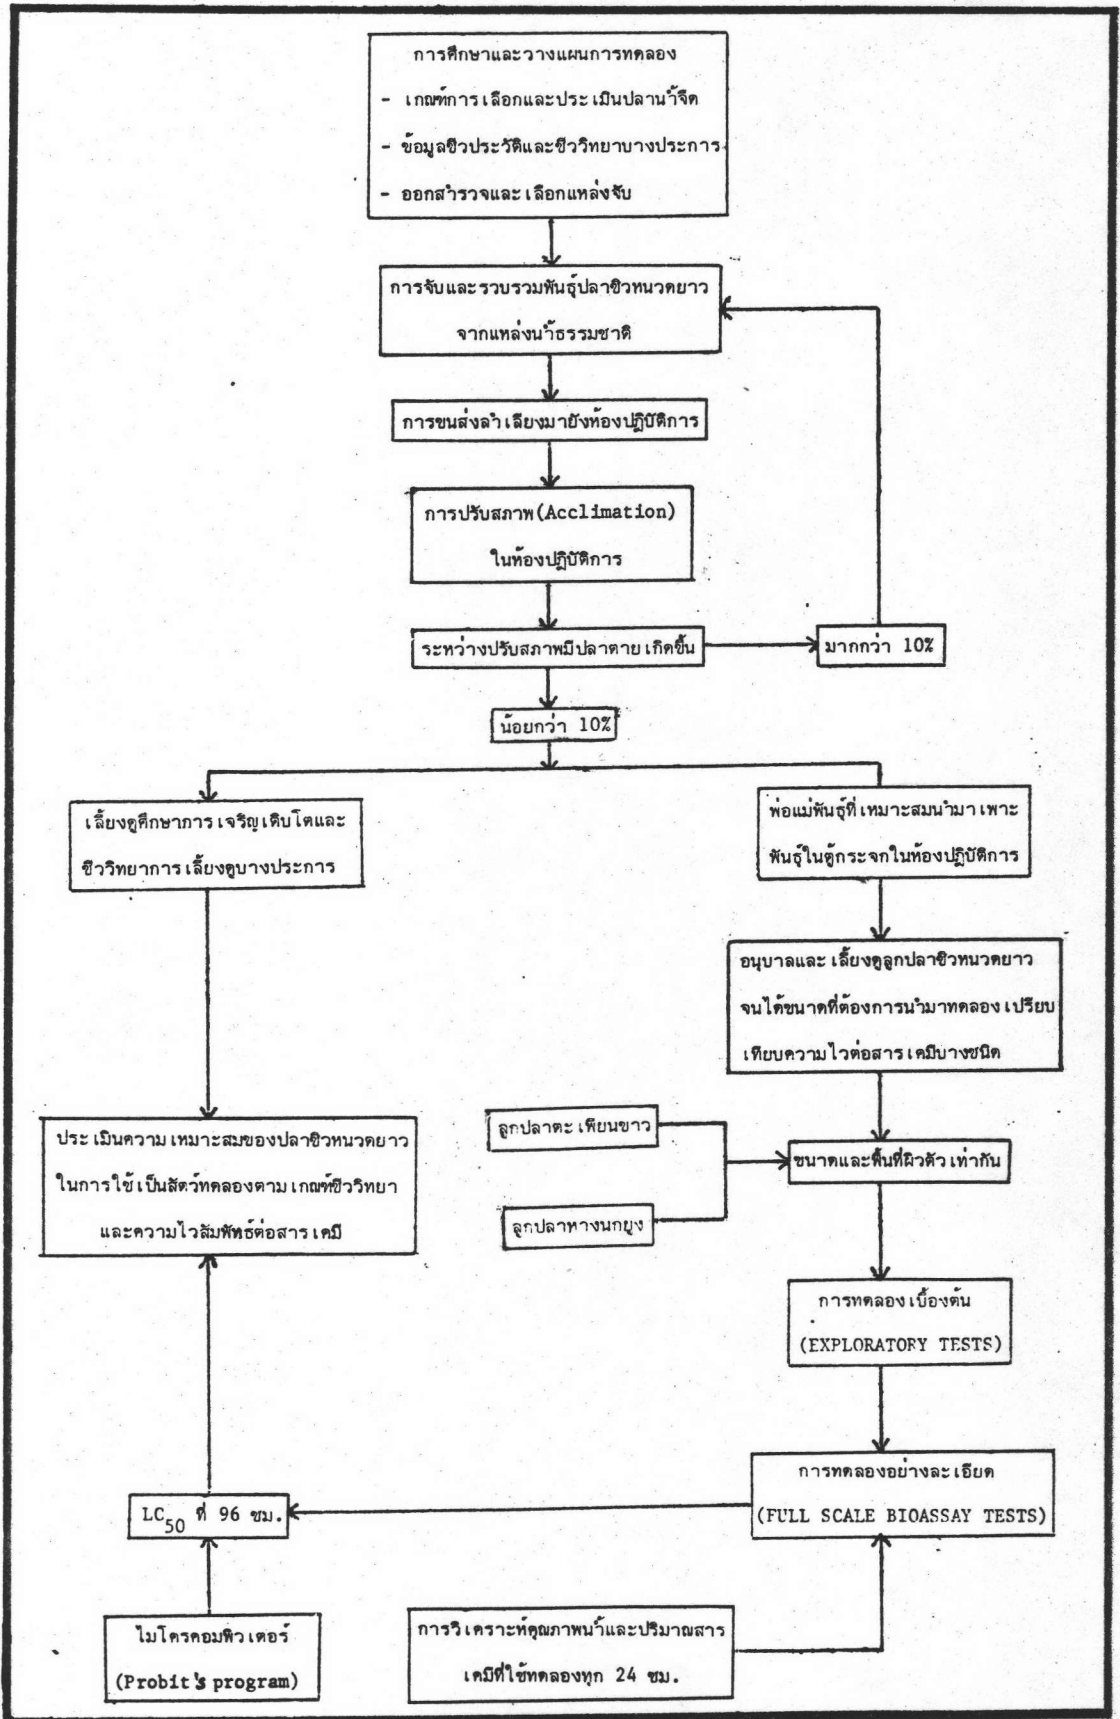 การศึกษาและวางแผนการทดลอง
- เกณฑ์การเลือกและประเมินปลาน้ำจืด
- ข้อมูลชีวประวัติและชีววิทยาบางประการ
- ออกสำรวจและเลือกแหล่งจับ
การจับและรวบรวมพันธุ์ปลาซิวหนวดยาว
จากแหล่งน้ำธรรมชาติ
การขนส่งลำเลียงมายังห้องปฏิบัติการ
การปรับสภาพ(Acclimation)
ในห้องปฏิบัติการ
ระหว่างปรับสภาพมีปลาตายเกิดขึ้น
มากกว่า 10%
น้อยกว่า 10%
เลี้ยงดูศึกษาการเจริญเติบโตและ
ชีววิทยาการเลี้ยงดูบางประการ
พ่อแม่พันธุ์ที่เหมาะสมนำมาเพาะ
พันธุ์ในตู้กระจกในห้องปฏิบัติการ
อนุบาลและเลี้ยงดูลูกปลาซิวหนวดยาว
จนได้ขนาดที่ต้องการนำมาทดลองเปรียบ
เทียบความไวต่อสารเคมีบางชนิด
ลูกปลาตะเพียนขาว
ขนาดและพื้นที่ผิวตัวเท่ากัน
ลูกปลาหางนกยูง
ประเมินความเหมาะสมของปลาซิวหนวดยาว
ในการใช้เป็นสัตว์ทดลองตามเกณฑ์ชีววิทยา
และความไวสัมพัทธ์ต่อสารเคมี
การทดลองเบื้องต้น
(EXPLORATORY TESTS)
การทดลองอย่างละเอียด
(FULL SCALE BIOASSAY TESTS)
LC50 ที่ 96 ชม.
ไมโครคอมพิวเตอร์
(Probit's program)
การวิเคราะห์คุณภาพน้ำและปริมาณสาร
เคมีที่ใช้ทดลองทุก 24 ชม.